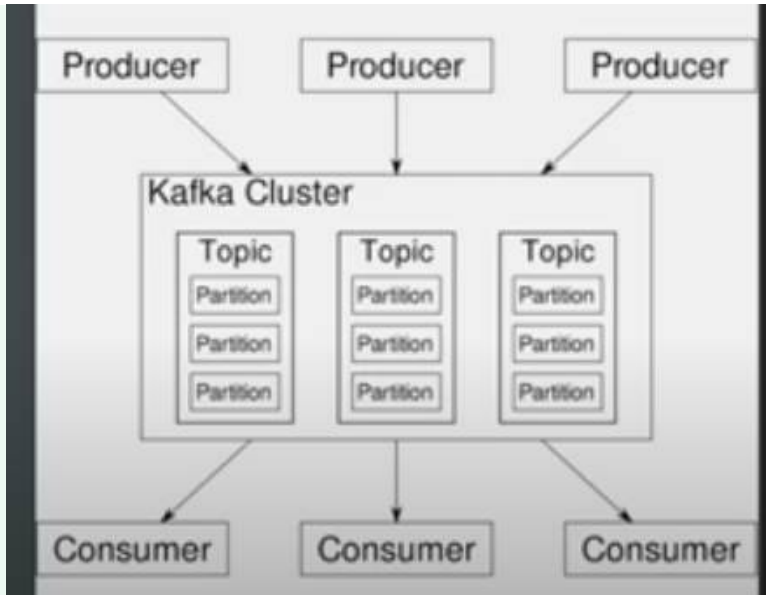 Producer Producer Producer
Kafka Cluster
Topic Topic Topic
Partition Partition Partition
Partition Partition Partition
Partition Partition Partition
Consumer Consumer Consumer